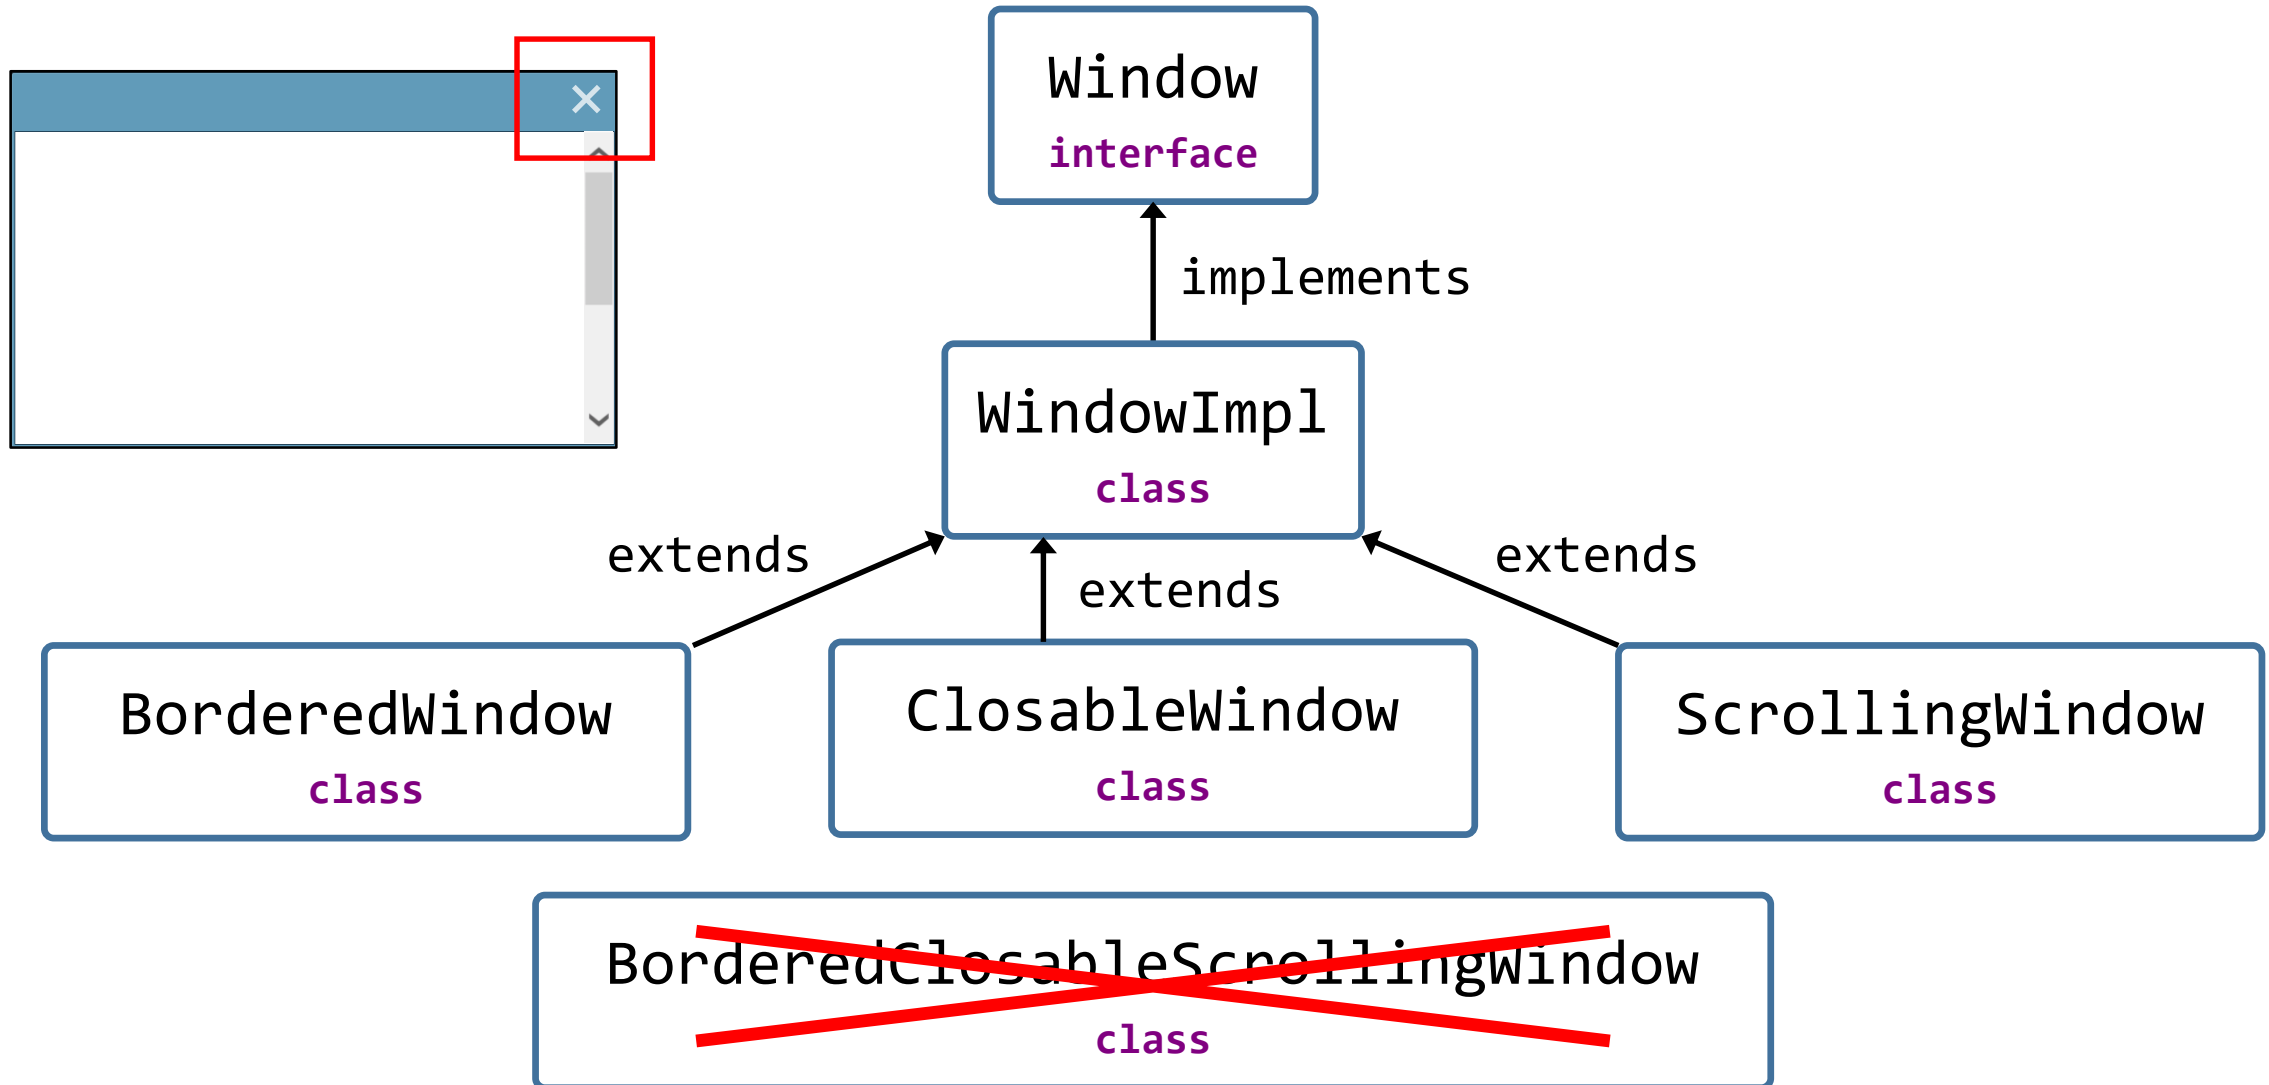 Window
interface
implements
WindowImpl
class
extends
extends
extends
BorderedWindow
class
ClosableWindow
class
ScrollingWindow
class
BorderedClosableScrollingWindow
class